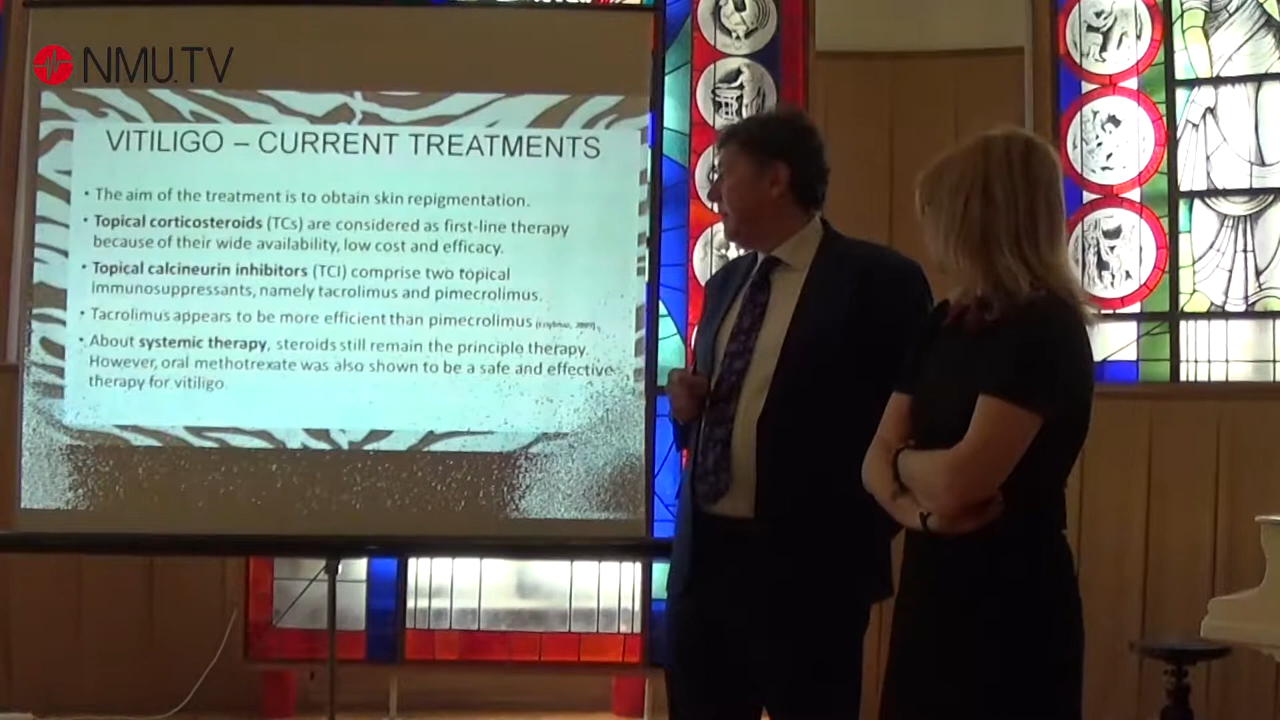 NMU.TV
VITILIGO – CURRENT TREATMENTS
• The aim of the treatment is to obtain skin repigmentation.
• Topical corticosteroids (TCs) are considered as first-line therapy
because of their wide availability, low cost and efficacy.
• Topical calcineurin inhibitors (TCI) comprise two topical
immunosuppressants, namely tacrolimus and pimecrolimus.
• Tacrolimus appears to be more efficient than pimecrolimus
• About systemic therapy, steroids still remain the principle therapy.
However, oral methotrexate was also shown to be a safe and effective
therapy for vitiligo.